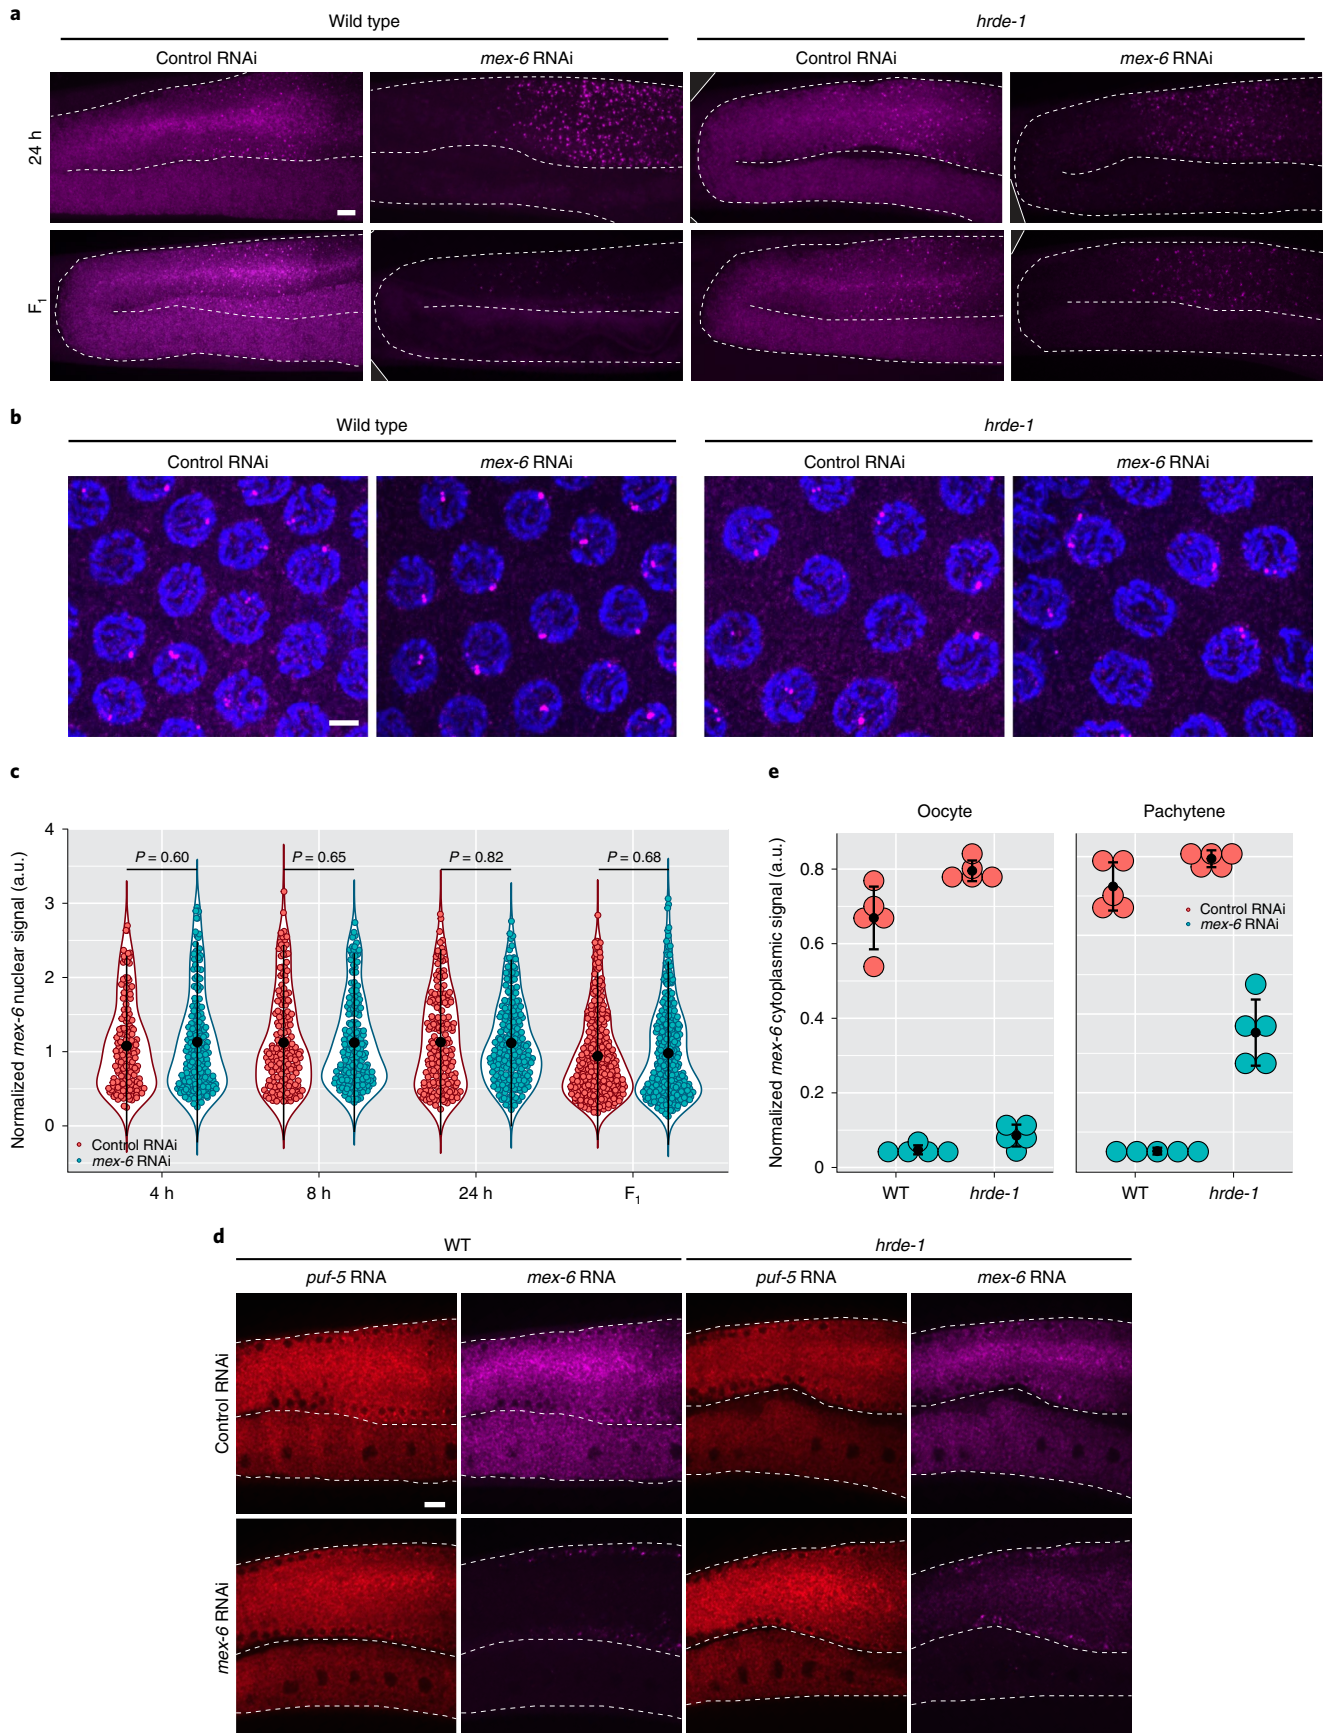 a
Wild type
hrde-1
Control RNAi
mex-6 RNAi
Control RNAi
mex-6 RNAi
24 h
F1
b
Wild type
hrde-1
Control RNAi
mex-6 RNAi
Control RNAi
mex-6 RNAi
c
Normalized mex-6 nuclear signal (a.u.)
4
3
2
1
0
P = 0.60
P = 0.65
P = 0.82
P = 0.68
Control RNAi
mex-6 RNAi
4 h
8 h
24 h
F1
e
Oocyte
Pachytene
Normalized mex-6 cytoplasmic signal (a.u.)
0.8
0.6
0.4
0.2
0
Control RNAi
mex-6 RNAi
WT
hrde-1
WT
hrde-1
d
WT
hrde-1
puf-5 RNA
mex-6 RNA
puf-5 RNA
mex-6 RNA
Control RNAi
mex-6 RNAi